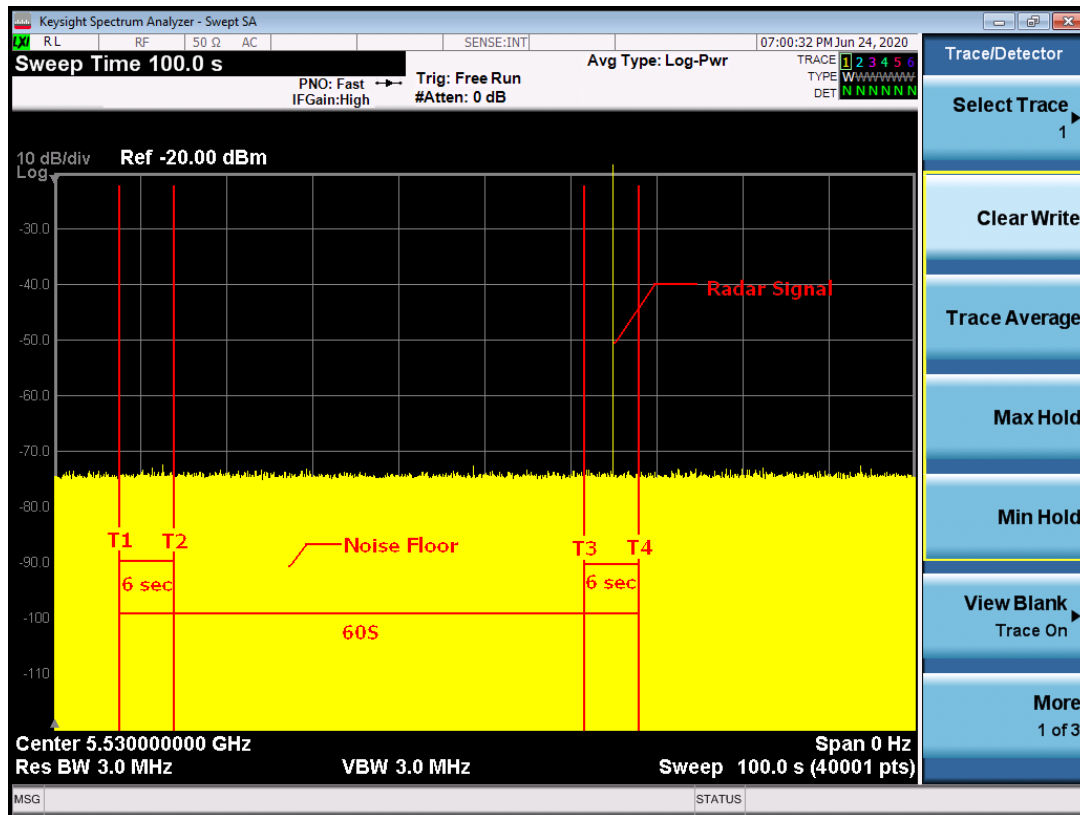 Keysight Spectrum Analyzer - Swept SA
LXI RL RF 50 Ω AC SENSE:INT 07:00:32 PM Jun 24, 2020
Sweep Time 100.0 s
PNO: Fast
IFGain:High
Trig: Free Run
#Atten: 0 dB
Avg Type: Log-Pwr
TRACE 1 2 3 4 5 6
TYPE WWWWWW
DET N N N N N N
10 dB/div
Log
Ref -20.00 dBm
-30.0
-40.0
-50.0
-60.0
-70.0
-80.0
-90.0
-100
-110
Radar Signal
T1
T2
T3
T4
Noise Floor
6 sec
6 sec
60S
Center 5.530000000 GHz
Span 0 Hz
Res BW 3.0 MHz
VBW 3.0 MHz
Sweep 100.0 s (40001 pts)
MSG
STATUS
Trace/Detector
Select Trace
1
Clear Write
Trace Average
Max Hold
Min Hold
View Blank
Trace On
More
1 of 3